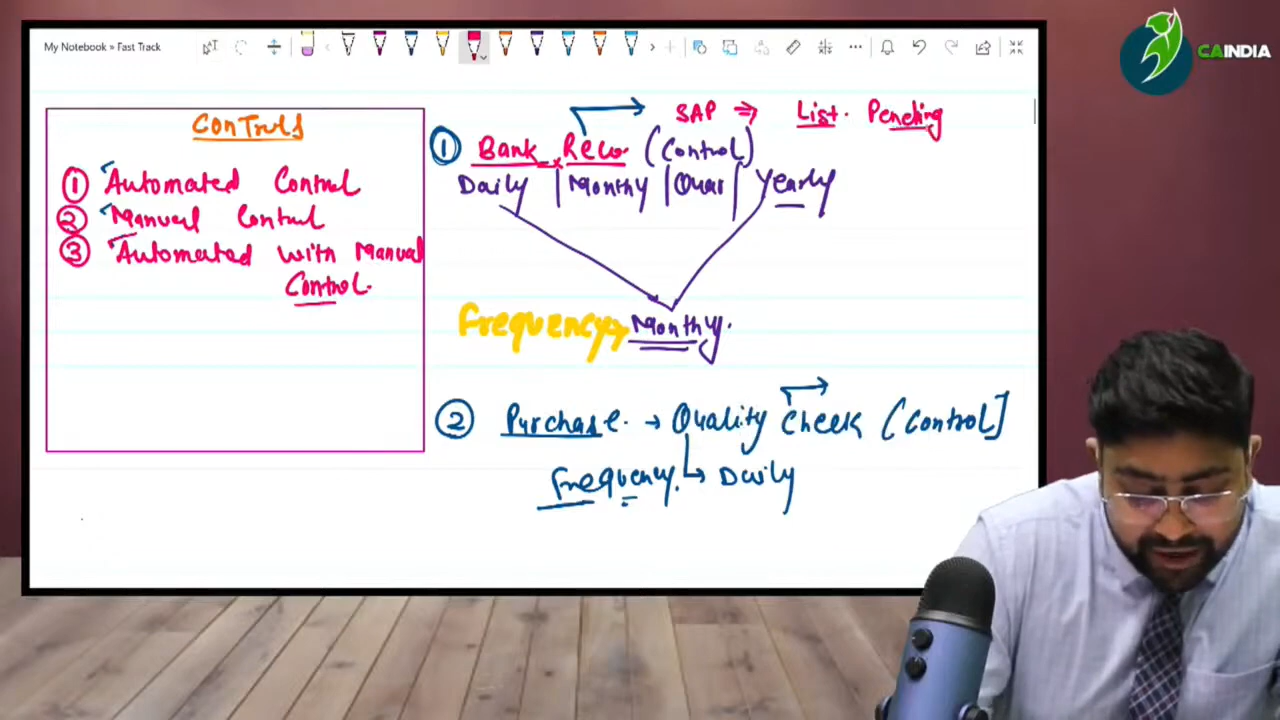 My Notebook » Fast Track
CAINDIA
Controls
① Automated Control
② Manual Control
③ Automated with Manual
Control.
SAP ⇒ List. Pending
① Bank Reco. (Control)
Daily | Monthly | Quar | Yearly
Frequency → Monthy.
② Purchase. → Quality Check (Control]
Frequency. → Daily